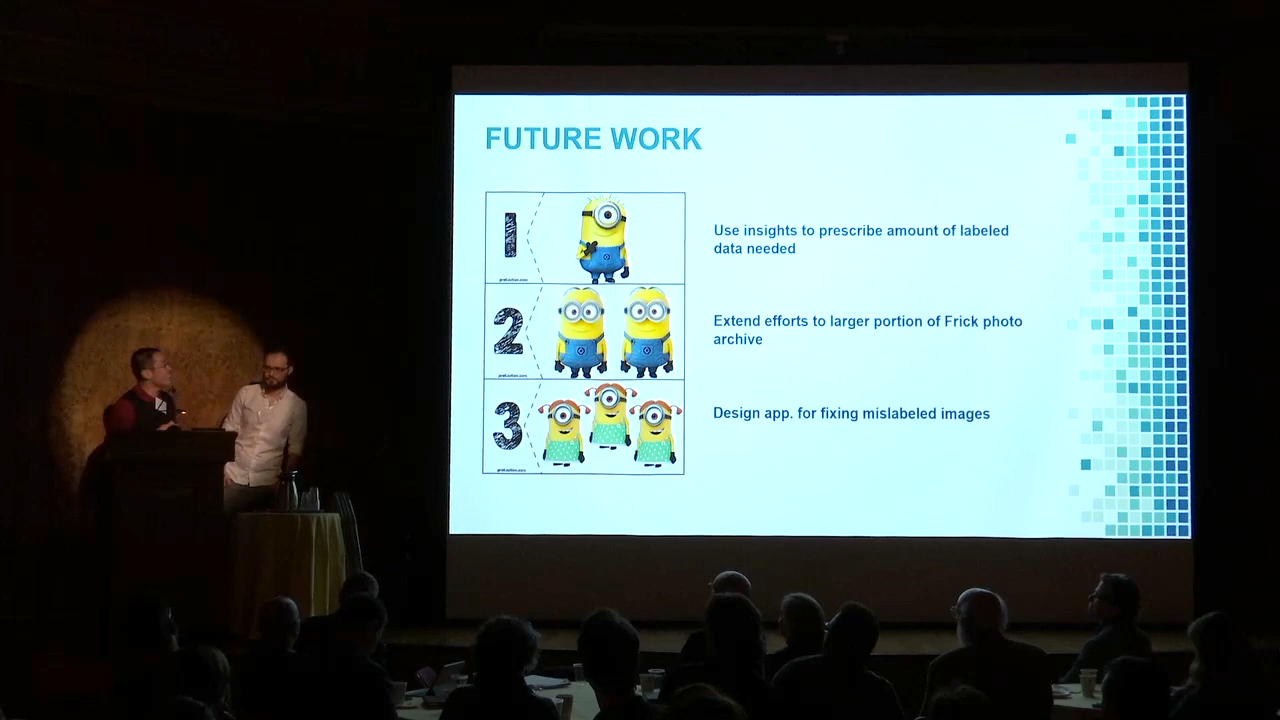 FUTURE WORK
1
Use insights to prescribe amount of labeled
data needed
2
Extend efforts to larger portion of Frick photo
archive
3
Design app. for fixing mislabeled images